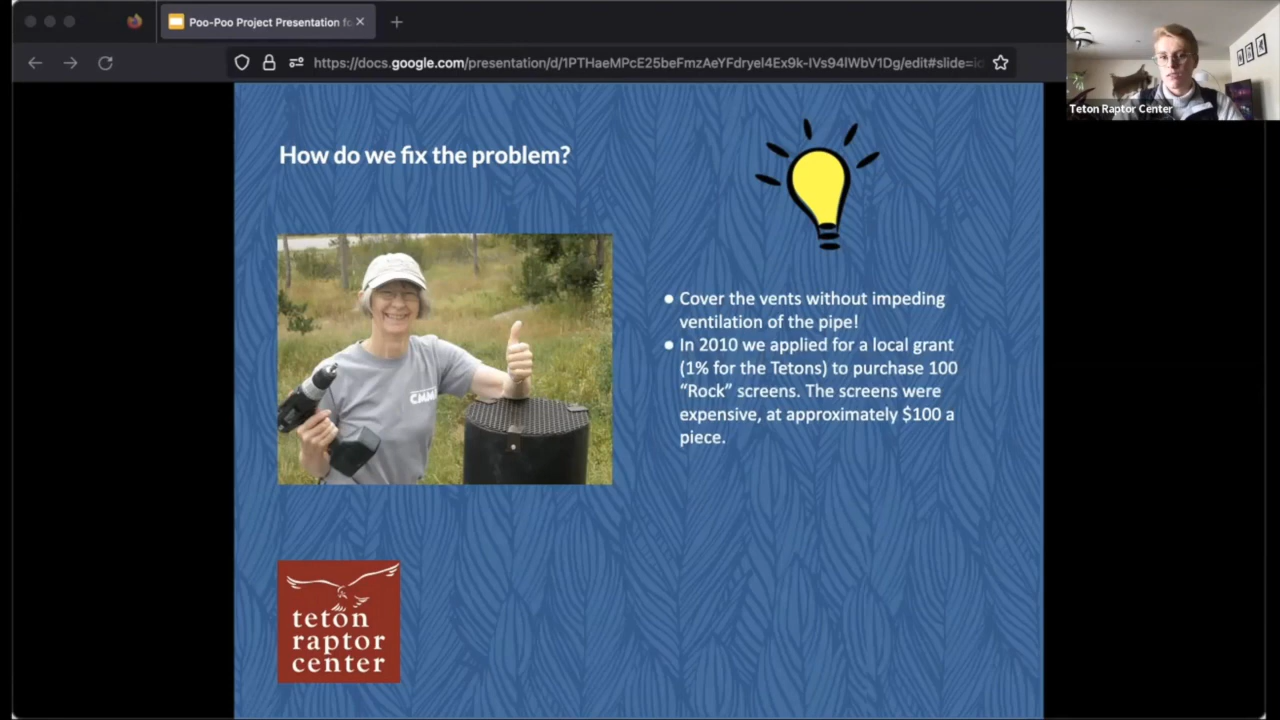 Poo-Poo Project Presentation fo
https://docs.google.com/presentation/d/1PTHaeMPcE25beFmzAeYFdryel4Ex9k-IVs94lWbV1Dg/edit#slide=ic
Teton Raptor Center
How do we fix the problem?
● Cover the vents without impeding
ventilation of the pipe!
● In 2010 we applied for a local grant
(1% for the Tetons) to purchase 100
“Rock” screens. The screens were
expensive, at approximately $100 a
piece.
CMM
teton
raptor
center